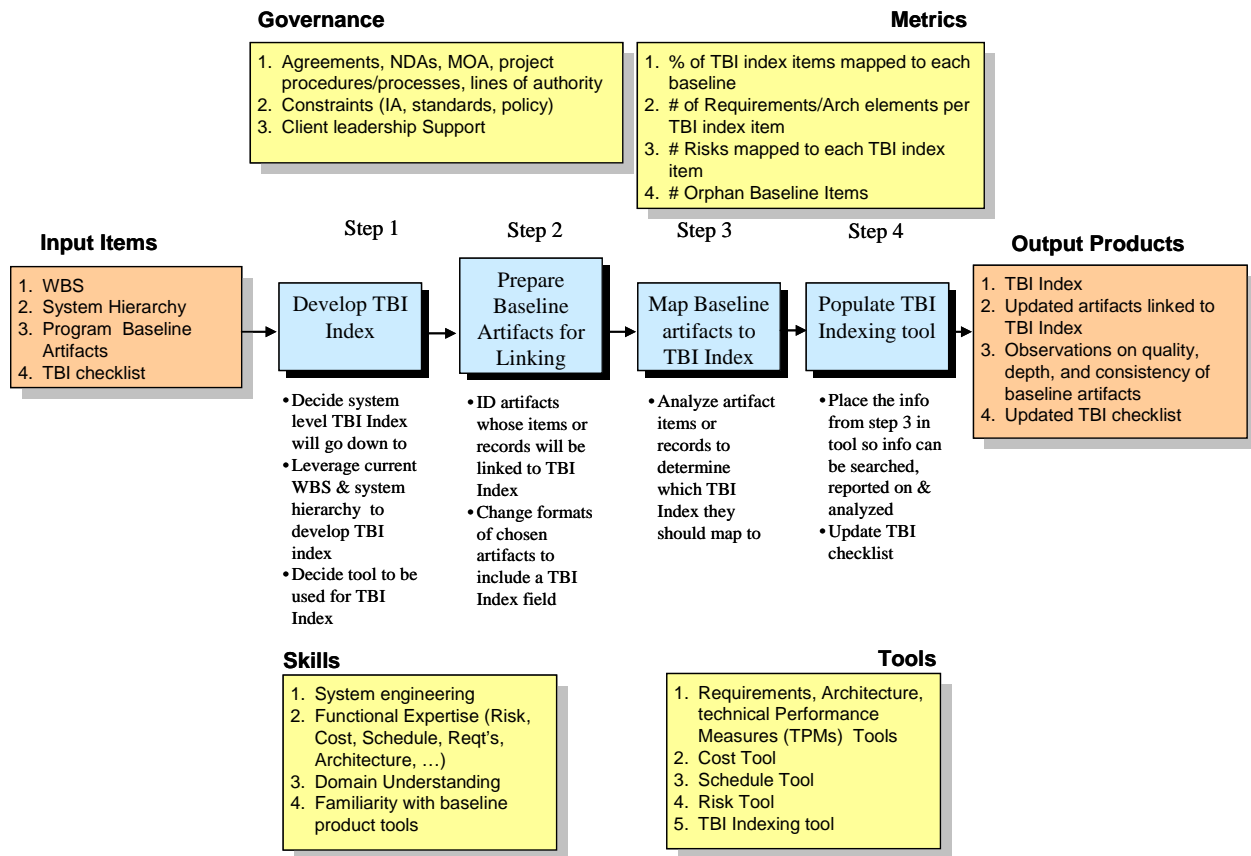 Governance
1. Agreements, NDAs, MOA, project
procedures/processes, lines of authority
2. Constraints (IA, standards, policy)
3. Client leadership Support
Metrics
1. % of TBI index items mapped to each
baseline
2. # of Requirements/Arch elements per
TBI index item
3. # Risks mapped to each TBI index
item
4. # Orphan Baseline Items
Input Items
1. WBS
2. System Hierarchy
3. Program Baseline
Artifacts
4. TBI checklist
Step 1
Develop TBI
Index
• Decide system
level TBI Index
will go down to
• Leverage current
WBS & system
hierarchy to
develop TBI
index
• Decide tool to be
used for TBI
Index
Step 2
Prepare
Baseline
Artifacts for
Linking
• ID artifacts
whose items or
records will be
linked to TBI
Index
• Change formats
of chosen
artifacts to
include a TBI
Index field
Step 3
Map Baseline
artifacts to
TBI Index
• Analyze artifact
items or
records to
determine
which TBI
Index they
should map to
Step 4
Populate TBI
Indexing tool
• Place the info
from step 3 in
tool so info can
be searched,
reported on &
analyzed
• Update TBI
checklist
Output Products
1. TBI Index
2. Updated artifacts linked to
TBI Index
3. Observations on quality,
depth, and consistency of
baseline artifacts
4. Updated TBI checklist
Skills
1. System engineering
2. Functional Expertise (Risk,
Cost, Schedule, Reqt's,
Architecture, …)
3. Domain Understanding
4. Familiarity with baseline
product tools
Tools
1. Requirements, Architecture,
technical Performance
Measures (TPMs) Tools
2. Cost Tool
3. Schedule Tool
4. Risk Tool
5. TBI Indexing tool